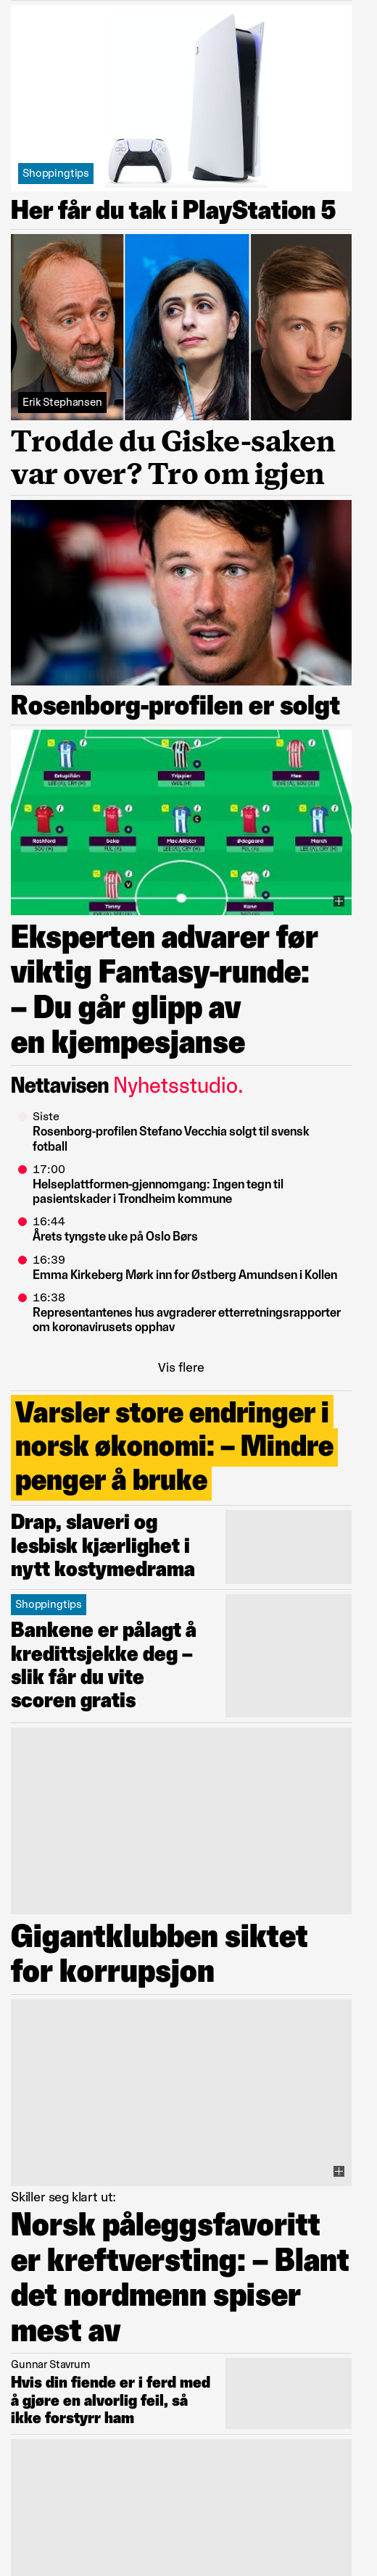 Shoppingtips
Her får du tak i PlayStation 5
Erik Stephansen
Trodde du Giske-saken
var over? Tro om igjen
Rosenborg-profilen er solgt
Estupiñán
Trippier
Mee
Rashford
Saka
Mac Allister
Ødegaard
March
Toney
Kane
Eksperten advarer før
viktig Fantasy-runde:
– Du går glipp av
en kjempesjanse
Nettavisen Nyhetsstudio.
Siste
Rosenborg-profilen Stefano Vecchia solgt til svensk
fotball
17:00
Helseplattformen-gjennomgang: Ingen tegn til
pasientskader i Trondheim kommune
16:44
Årets tyngste uke på Oslo Børs
16:39
Emma Kirkeberg Mørk inn for Østberg Amundsen i Kollen
16:38
Representantenes hus avgraderer etterretningsrapporter
om koronavirusets opphav
Vis flere
Varsler store endringer i
norsk økonomi: – Mindre
penger å bruke
Drap, slaveri og
lesbisk kjærlighet i
nytt kostymedrama
Shoppingtips
Bankene er pålagt å
kredittsjekke deg –
slik får du vite
scoren gratis
Gigantklubben siktet
for korrupsjon
Skiller seg klart ut:
Norsk påleggsfavoritt
er kreftversting: – Blant
det nordmenn spiser
mest av
Gunnar Stavrum
Hvis din fiende er i ferd med
å gjøre en alvorlig feil, så
ikke forstyrr ham